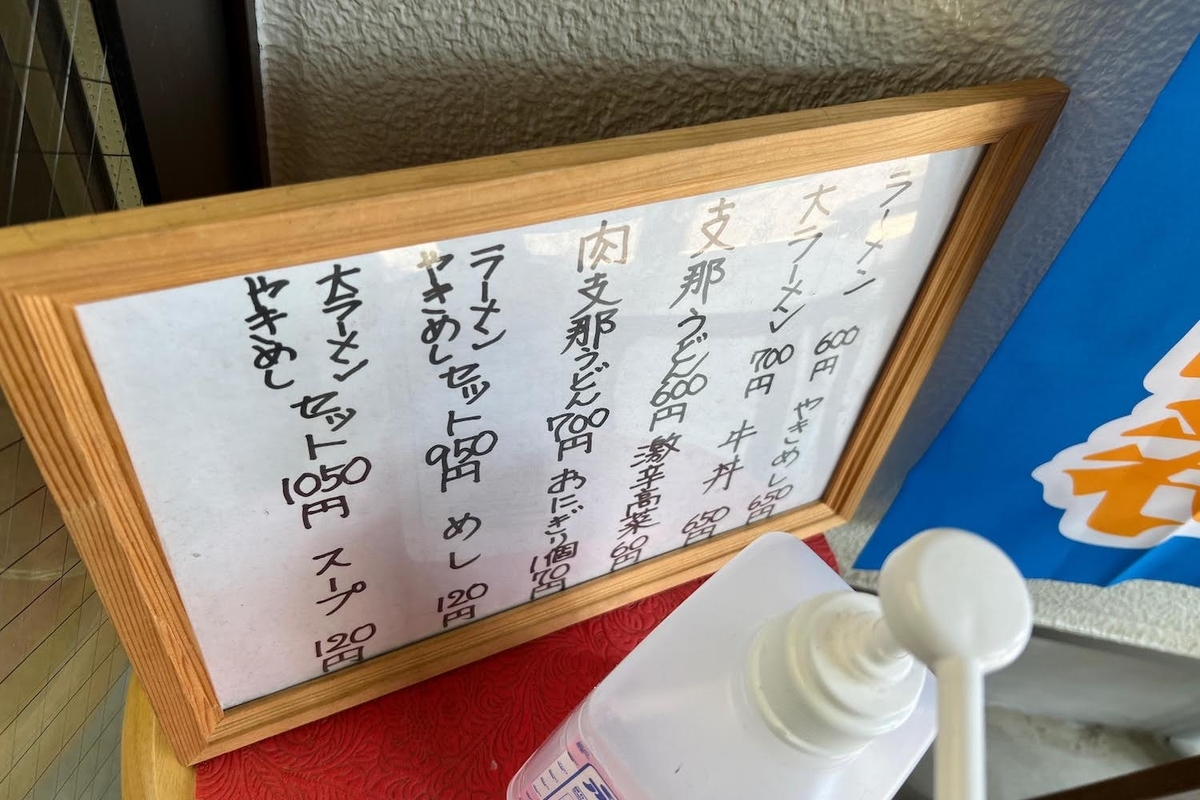 ラーメン 600円 やきめし 650円
大ラーメン 700円 牛丼 650円
支那うどん 600円 激辛高菜 60円
肉支那うどん 700円 おにぎり1個 70円
ラーメン
やきめし セット 950円 めし 120円
大ラーメン
やきめし セット 1050円 スープ 120円